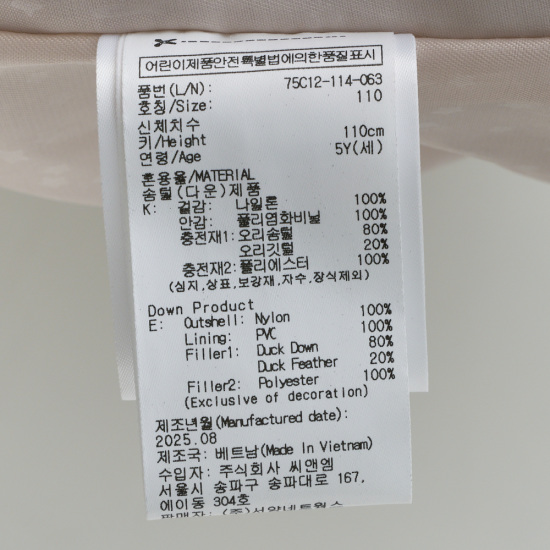 어린이제품안전특별법에의한품질표시
품번(L/N): 75C12-114-063
호칭/Size: 110
신체치수
키/Height 110cm
연령/Age 5Y(세)
혼용율/MATERIAL
솜털(다운)제품
K: 겉감: 나일론 100%
안감: 폴리염화비닐 100%
충전재1:오리솜털 80%
오리깃털 20%
충전재2:폴리에스터 100%
(심지,상표,보강재,자수,장식제외)
Down Product
E: Outshell: Nylon 100%
Lining: PVC 100%
Filler1: Duck Down 80%
Duck Feather 20%
Filler2: Polyester 100%
(Exclusive of decoration)
제조년월(Manufactured date):
2025.08
제조국: 베트남(Made In Vietnam)
수입자: 주식회사 씨앤엠
서울시 송파구 송파대로 167,
에이동 304호